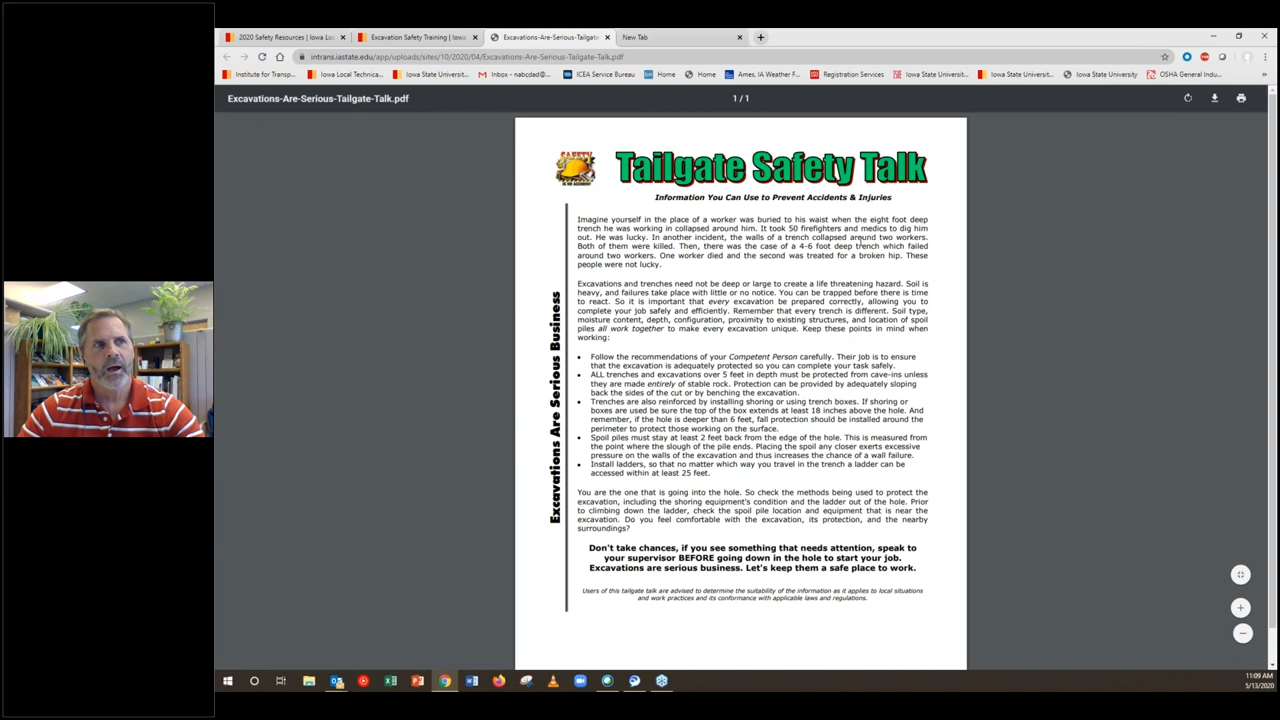 2020 Safety Resources | Iowa Loc
Excavation Safety Training | Iowa
Excavations-Are-Serious-Tailgate-
New Tab
intrans.iastate.edu/app/uploads/sites/10/2020/04/Excavations-Are-Serious-Tailgate-Talk.pdf
Institute for Transp... Iowa Local Technica... Iowa State Universit... Gmail Inbox - nabcdad@... ICEA Service Bureau Home Home Ames, IA Weather F... Registration Services Iowa State Universit... Iowa State Universit... Iowa State University OSHA General Indu...
Excavations-Are-Serious-Tailgate-Talk.pdf 1 / 1
SAFETY
IS NO ACCIDENT
Tailgate Safety Talk
Information You Can Use to Prevent Accidents & Injuries
Excavations Are Serious Business
Imagine yourself in the place of a worker was buried to his waist when the eight foot deep
trench he was working in collapsed around him. It took 50 firefighters and medics to dig him
out. He was lucky. In another incident, the walls of a trench collapsed around two workers.
Both of them were killed. Then, there was the case of a 4-6 foot deep trench which failed
around two workers. One worker died and the second was treated for a broken hip. These
people were not lucky.
Excavations and trenches need not be deep or large to create a life threatening hazard. Soil is
heavy, and failures take place with little or no notice. You can be trapped before there is time
to react. So it is important that every excavation be prepared correctly, allowing you to
complete your job safely and efficiently. Remember that every trench is different. Soil type,
moisture content, depth, configuration, proximity to existing structures, and location of spoil
piles all work together to make every excavation unique. Keep these points in mind when
working:
• Follow the recommendations of your Competent Person carefully. Their job is to ensure
that the excavation is adequately protected so you can complete your task safely.
• ALL trenches and excavations over 5 feet in depth must be protected from cave-ins unless
they are made entirely of stable rock. Protection can be provided by adequately sloping
back the sides of the cut or by benching the excavation.
• Trenches are also reinforced by installing shoring or using trench boxes. If shoring or
boxes are used be sure the top of the box extends at least 18 inches above the hole. And
remember, if the hole is deeper than 6 feet, fall protection should be installed around the
perimeter to protect those working on the surface.
• Spoil piles must stay at least 2 feet back from the edge of the hole. This is measured from
the point where the slough of the pile ends. Placing the spoil any closer exerts excessive
pressure on the walls of the excavation and thus increases the chance of a wall failure.
• Install ladders, so that no matter which way you travel in the trench a ladder can be
accessed within at least 25 feet.
You are the one that is going into the hole. So check the methods being used to protect the
excavation, including the shoring equipment's condition and the ladder out of the hole. Prior
to climbing down the ladder, check the spoil pile location and equipment that is near the
excavation. Do you feel comfortable with the excavation, its protection, and the nearby
surroundings?
Don't take chances, if you see something that needs attention, speak to
your supervisor BEFORE going down in the hole to start your job.
Excavations are serious business. Let's keep them a safe place to work.
Users of this tailgate talk are advised to determine the suitability of the information as it applies to local situations
and work practices and its conformance with applicable laws and regulations.
11:09 AM
5/13/2020